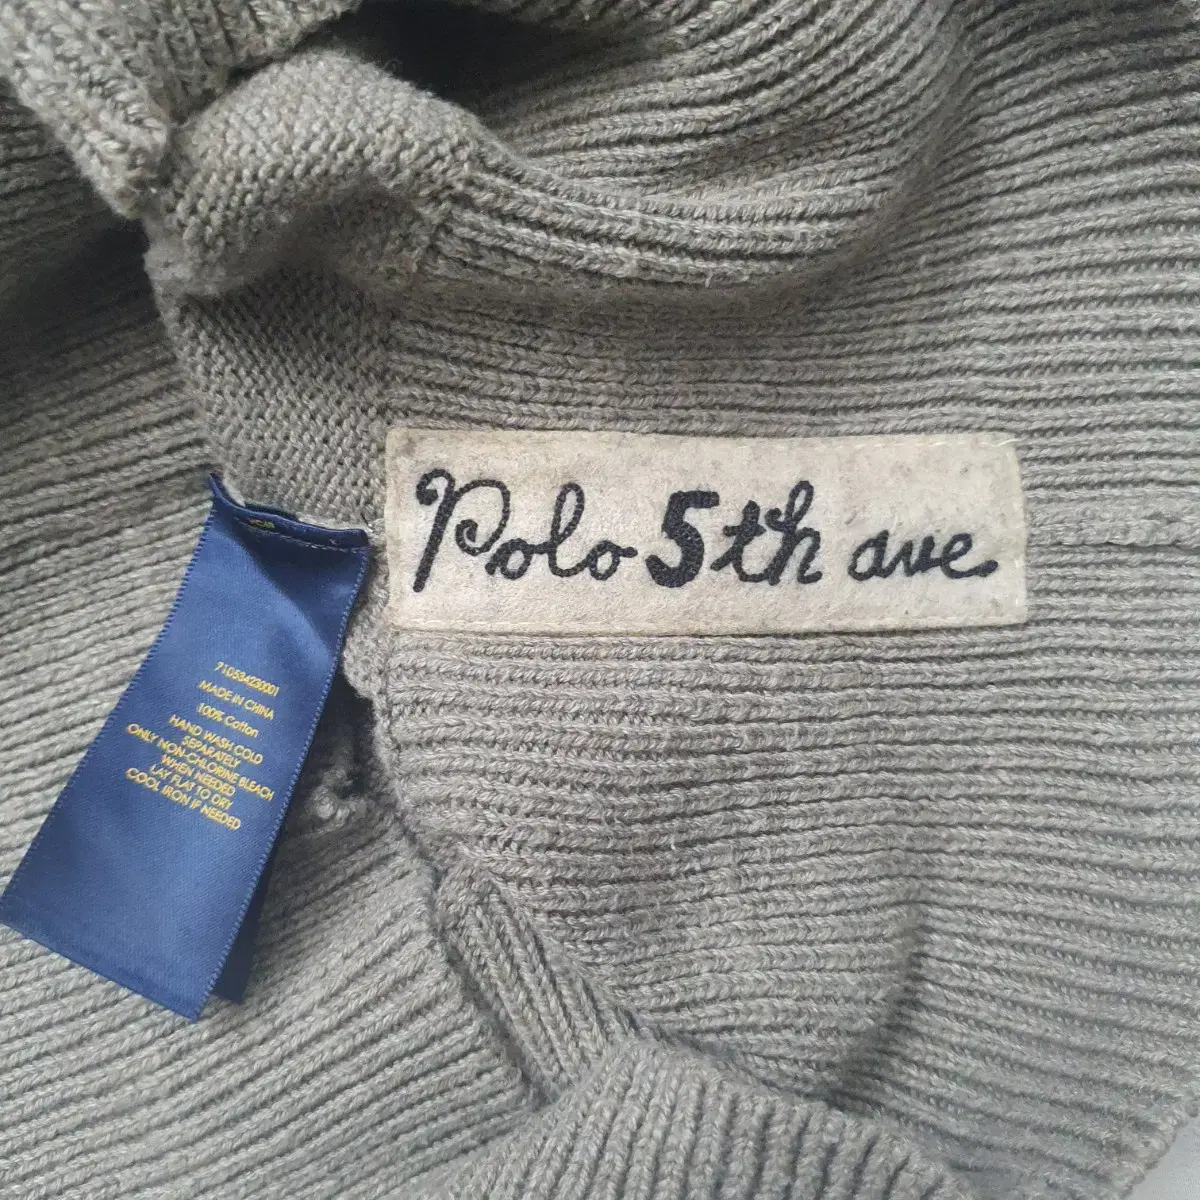 Polo 5th ave.
710534230001
MADE IN CHINA
100% Cotton
HAND WASH COLD
SEPARATELY
ONLY NON-CHLORINE BLEACH
WHEN NEEDED
LAY FLAT TO DRY
COOL IRON IF NEEDED